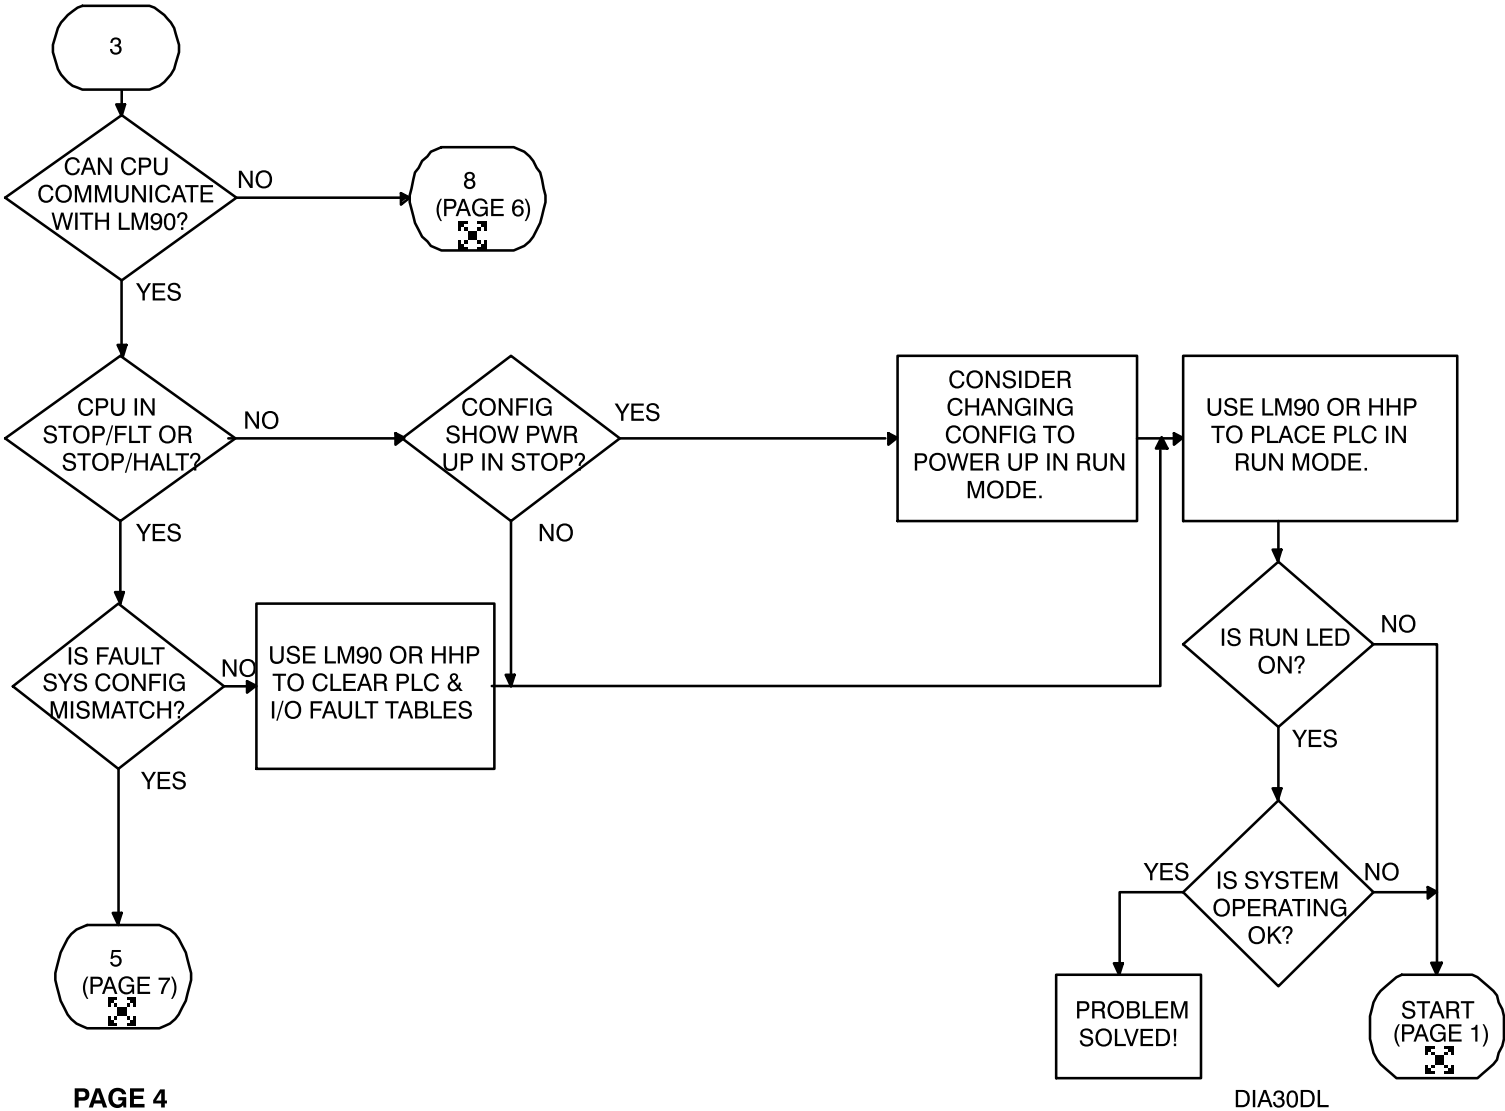 3
CAN CPU
COMMUNICATE
WITH LM90?
NO
8
(PAGE 6)
YES
CPU IN
STOP/FLT OR
STOP/HALT?
NO
CONFIG
SHOW PWR
UP IN STOP?
YES
CONSIDER
CHANGING
CONFIG TO
POWER UP IN RUN
MODE.
USE LM90 OR HHP
TO PLACE PLC IN
RUN MODE.
YES
NO
IS FAULT
SYS CONFIG
MISMATCH?
NO
USE LM90 OR HHP
TO CLEAR PLC &
I/O FAULT TABLES
IS RUN LED
ON?
NO
YES
YES
IS SYSTEM
OPERATING
OK?
YES
NO
5
(PAGE 7)
PROBLEM
SOLVED!
START
(PAGE 1)
PAGE 4
DIA30DL